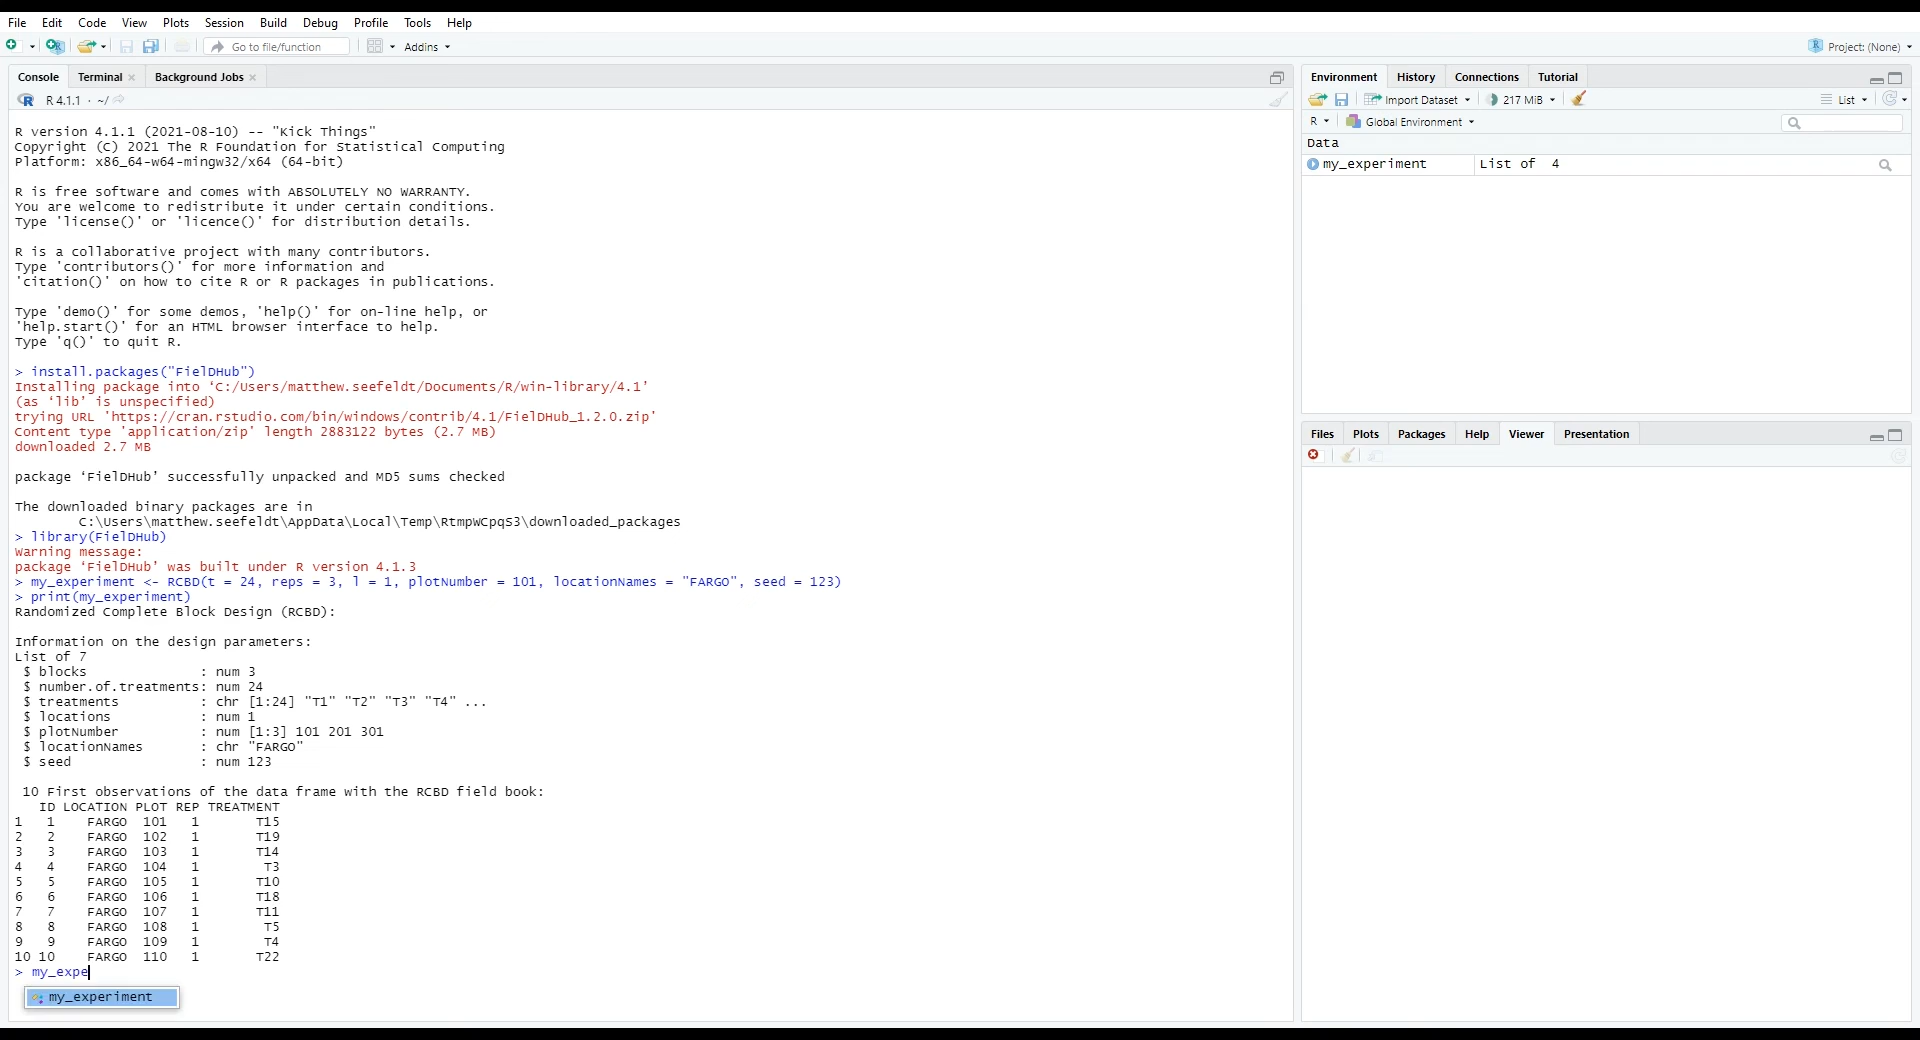 File Edit Code View Plots Session Build Debug Profile Tools Help
Go to file/function Addins Project: (None)
Console Terminal Background Jobs
R 4.1.1 · ~/
R version 4.1.1 (2021-08-10) -- "Kick Things"
Copyright (C) 2021 The R Foundation for Statistical Computing
Platform: x86_64-w64-mingw32/x64 (64-bit)
R is free software and comes with ABSOLUTELY NO WARRANTY.
You are welcome to redistribute it under certain conditions.
Type 'license()' or 'licence()' for distribution details.
R is a collaborative project with many contributors.
Type 'contributors()' for more information and
'citation()' on how to cite R or R packages in publications.
Type 'demo()' for some demos, 'help()' for on-line help, or
'help.start()' for an HTML browser interface to help.
Type 'q()' to quit R.
> install.packages("FielDHub")
Installing package into ‘C:/Users/matthew.seefeldt/Documents/R/win-library/4.1’
(as ‘lib’ is unspecified)
trying URL 'https://cran.rstudio.com/bin/windows/contrib/4.1/FielDHub_1.2.0.zip'
Content type 'application/zip' length 2883122 bytes (2.7 MB)
downloaded 2.7 MB
package ‘FielDHub’ successfully unpacked and MD5 sums checked
The downloaded binary packages are in
C:\Users\matthew.seefeldt\AppData\Local\Temp\RtmpWCpqS3\downloaded_packages
> library(FielDHub)
Warning message:
package ‘FielDHub’ was built under R version 4.1.3
> my_experiment <- RCBD(t = 24, reps = 3, l = 1, plotNumber = 101, locationNames = "FARGO", seed = 123)
> print(my_experiment)
Randomized Complete Block Design (RCBD):
Information on the design parameters:
List of 7
$ blocks : num 3
$ number.of.treatments: num 24
$ treatments : chr [1:24] "T1" "T2" "T3" "T4" ...
$ locations : num 1
$ plotNumber : num [1:3] 101 201 301
$ locationNames : chr "FARGO"
$ seed : num 123
10 First observations of the data frame with the RCBD field book:
ID LOCATION PLOT REP TREATMENT
1 1 FARGO 101 1 T15
2 2 FARGO 102 1 T19
3 3 FARGO 103 1 T14
4 4 FARGO 104 1 T3
5 5 FARGO 105 1 T10
6 6 FARGO 106 1 T18
7 7 FARGO 107 1 T11
8 8 FARGO 108 1 T5
9 9 FARGO 109 1 T4
10 10 FARGO 110 1 T22
> my_expe
my_experiment
Environment History Connections Tutorial
Import Dataset 217 MiB List
R Global Environment
Data
my_experiment List of 4
Files Plots Packages Help Viewer Presentation